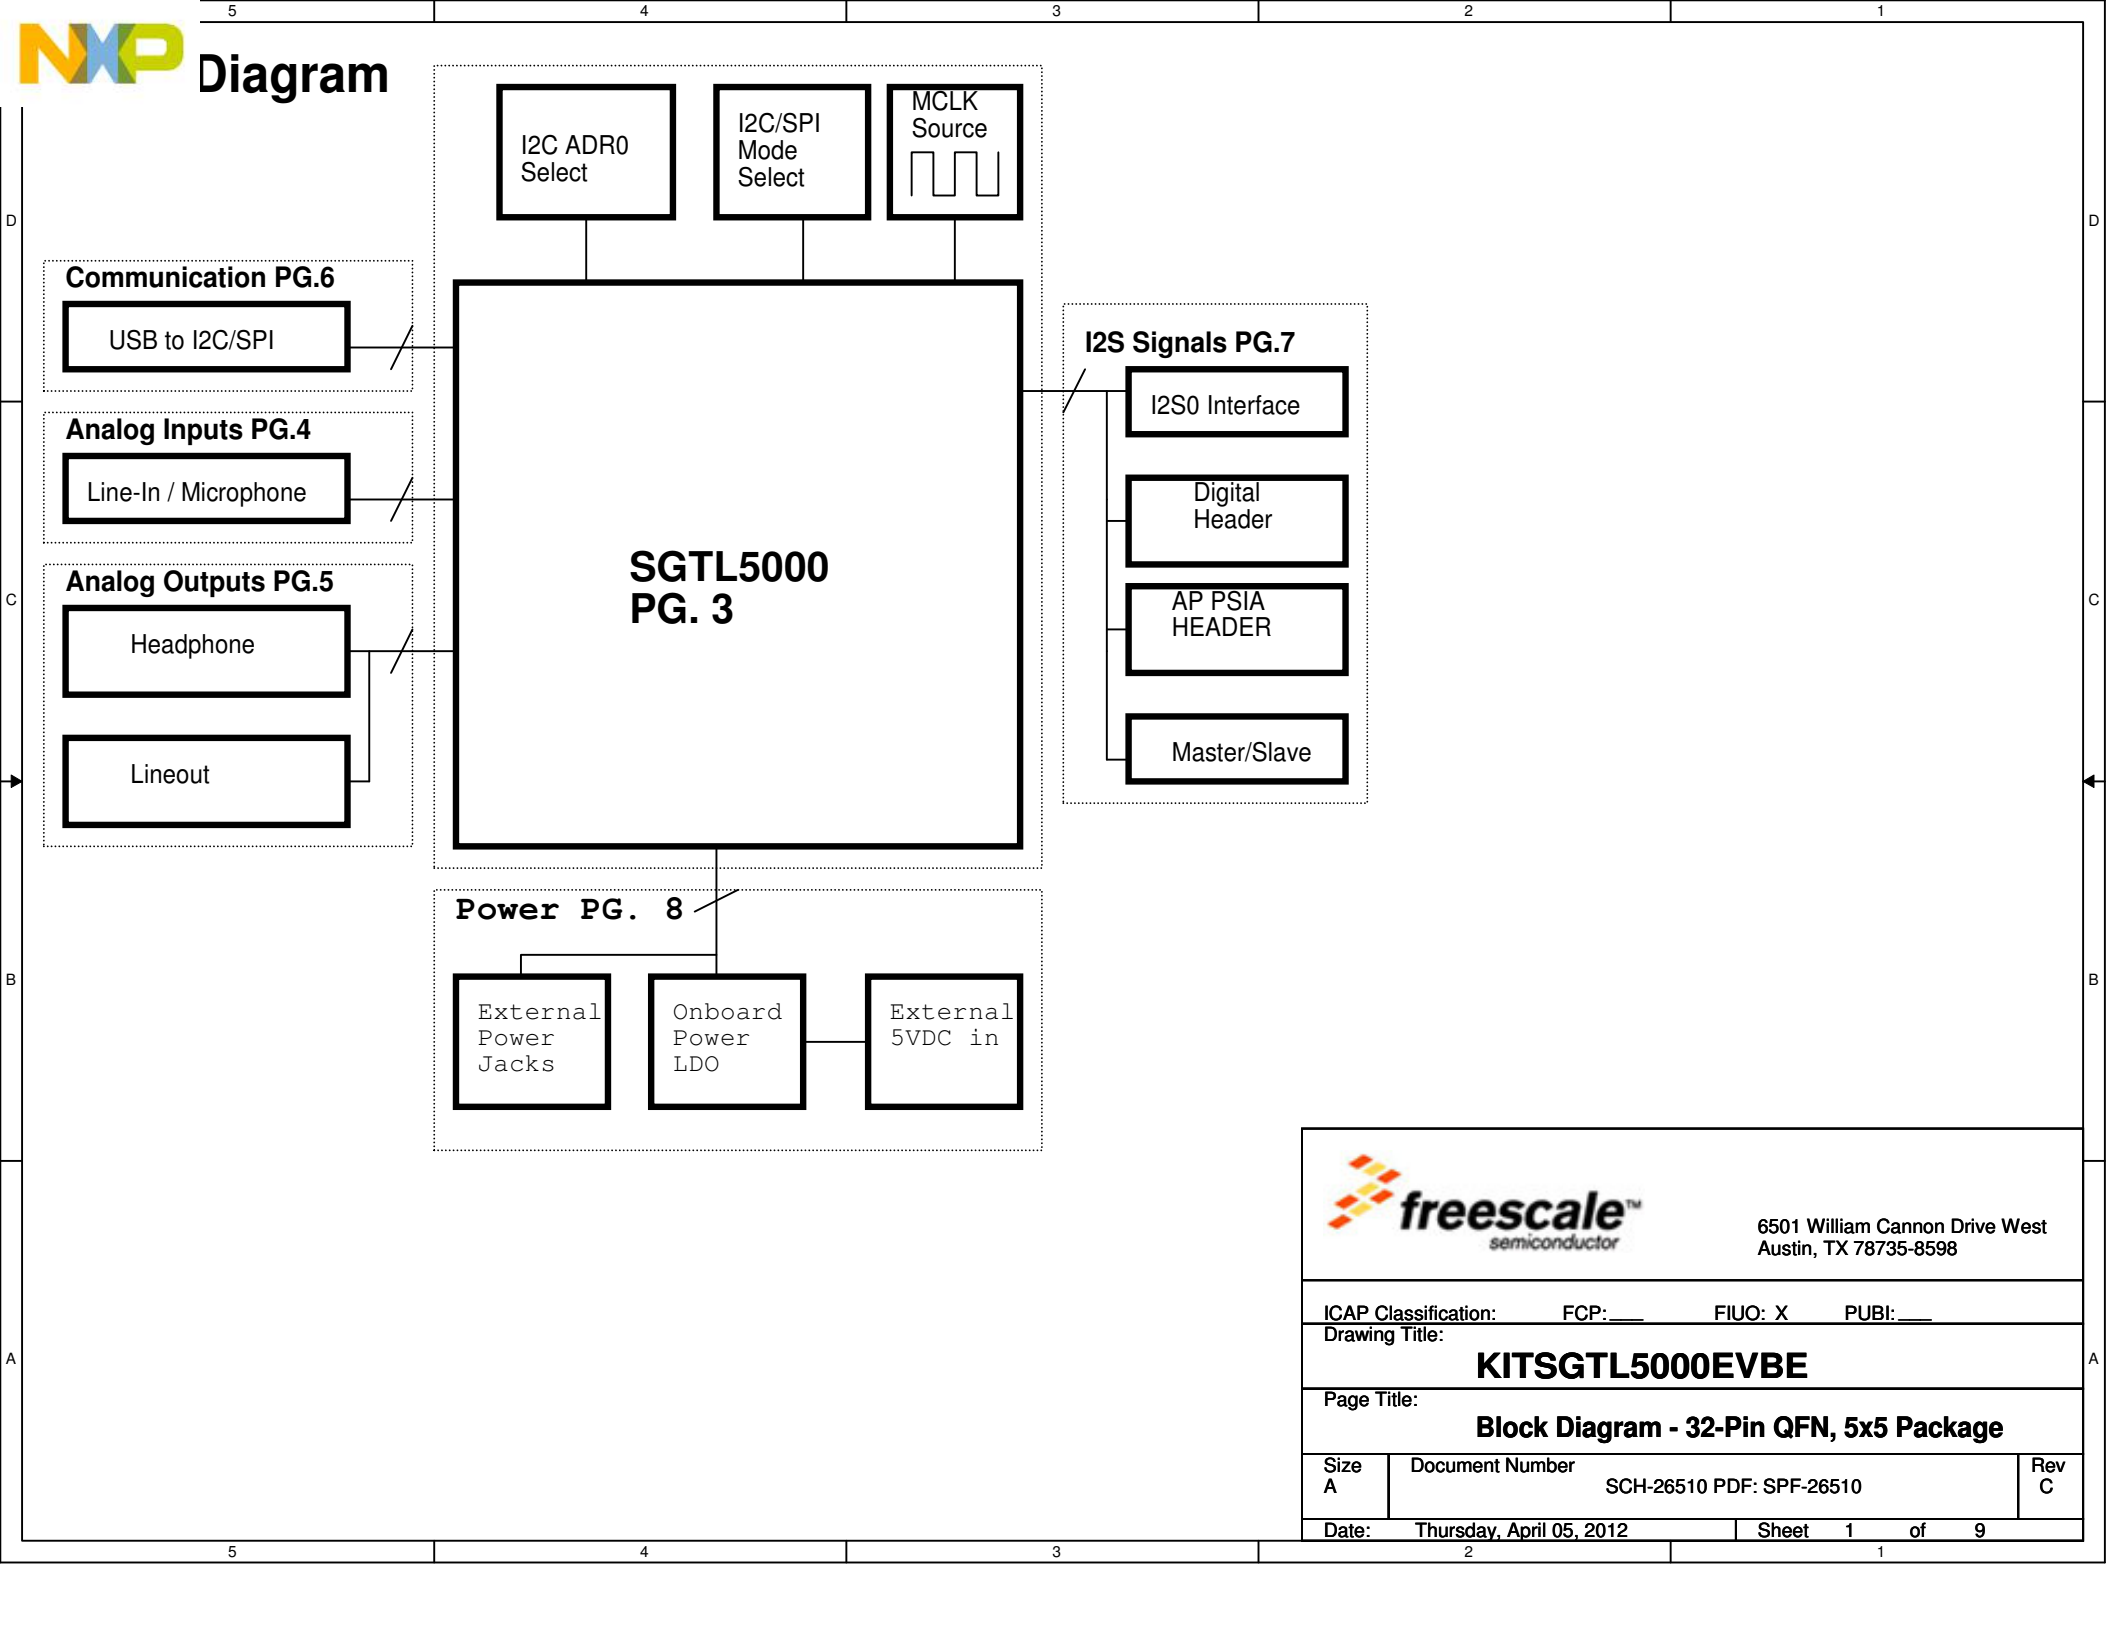 5 4 3 2 1
NXP
Diagram
I2C ADR0
Select
I2C/SPI
Mode
Select
MCLK
Source
D D
Communication PG.6
USB to I2C/SPI
I2S Signals PG.7
I2S0 Interface
Analog Inputs PG.4
Line-In / Microphone
Digital
Header
SGTL5000
PG. 3
Analog Outputs PG.5
Headphone
AP PSIA
HEADER
C C
Lineout
Master/Slave
Power PG. 8
External
Power
Jacks
Onboard
Power
LDO
External
5VDC in
B B
freescale™
semiconductor
6501 William Cannon Drive West
Austin, TX 78735-8598
ICAP Classification: FCP:___ FIUO: X PUBI:___
Drawing Title:
KITSGTL5000EVBE
A A
Page Title:
Block Diagram - 32-Pin QFN, 5x5 Package
Size
A
Document Number
SCH-26510 PDF: SPF-26510
Rev
C
Date: Thursday, April 05, 2012 Sheet 1 of 9
5 4 3 2 1